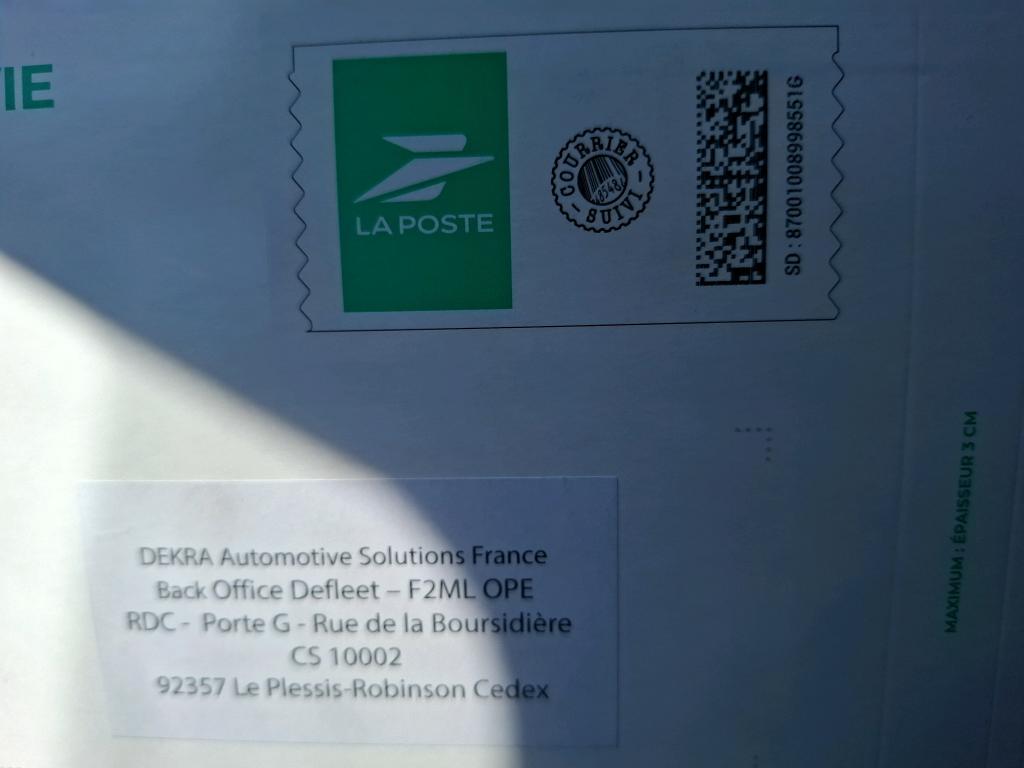 VIE
LA POSTE
COURRIER
SUIVI
SD : 87001008998551G
DEKRA Automotive Solutions France
Back Office Defleet – F2ML OPE
RDC - Porte G - Rue de la Boursidière
CS 10002
92357 Le Plessis-Robinson Cedex
MAXIMUM : ÉPAISSEUR 3 CM